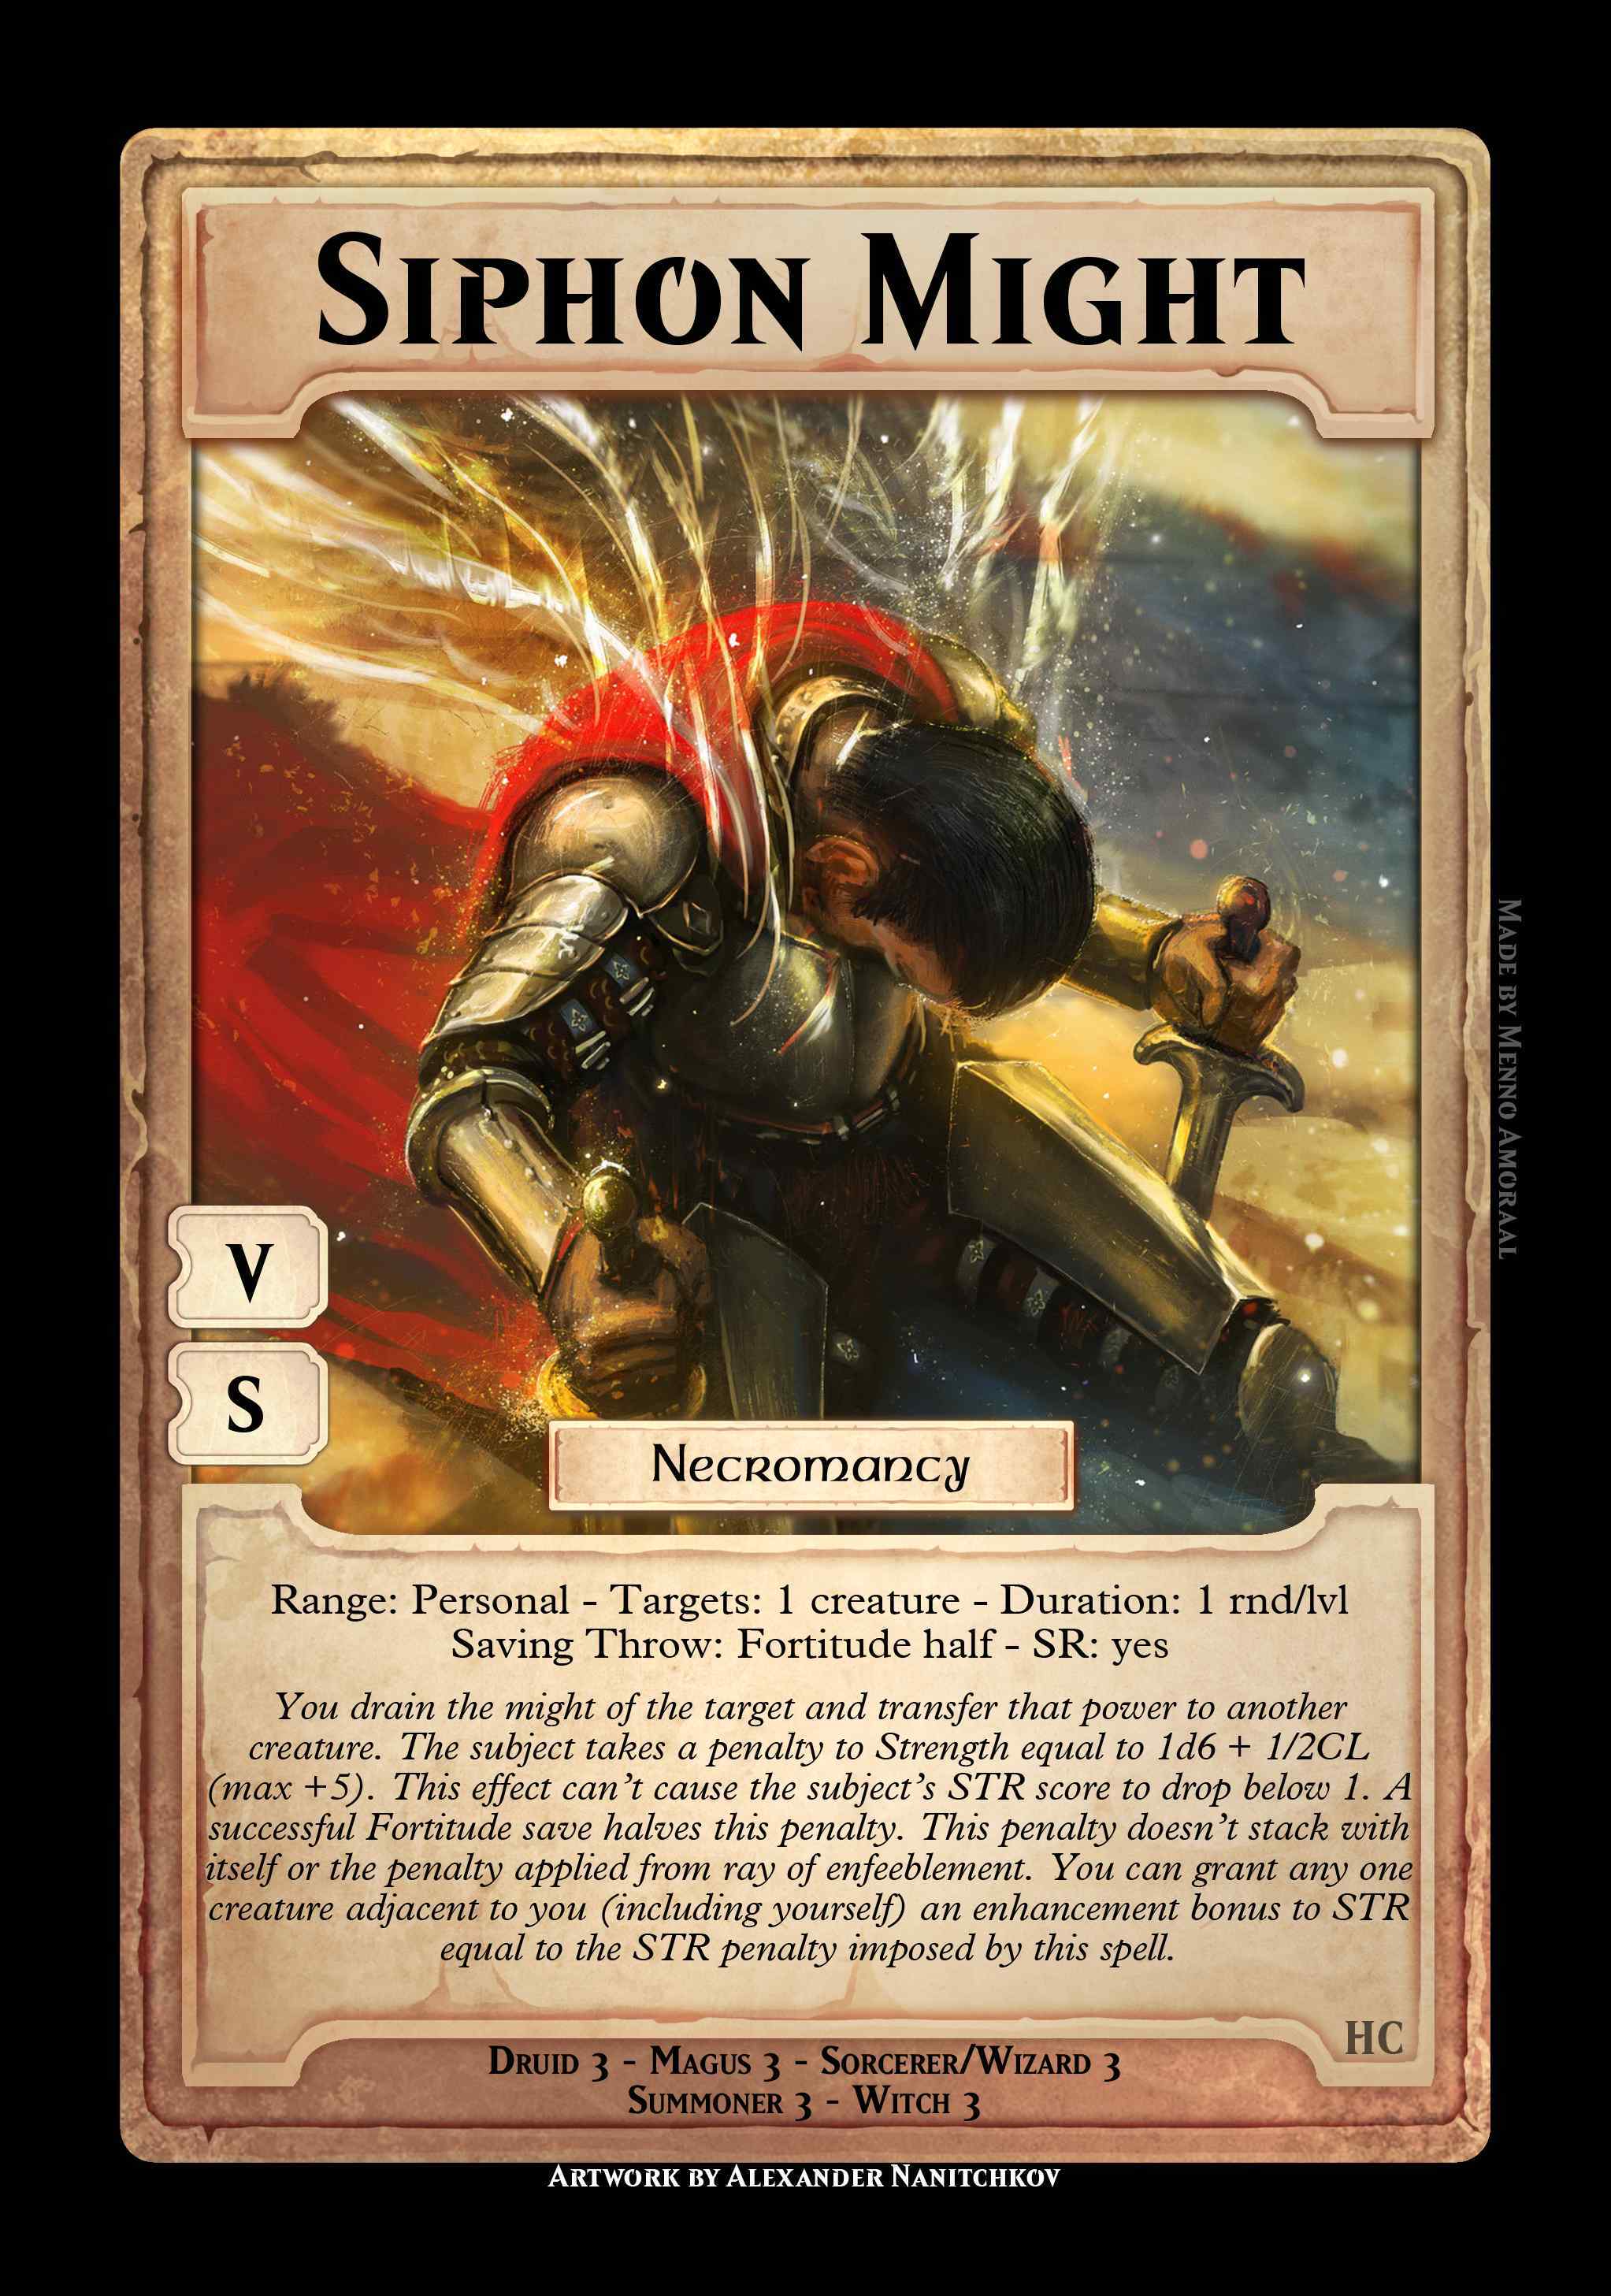 Siphon Might
V
S
Necromancy
Range: Personal - Targets: 1 creature - Duration: 1 rnd/lvl
Saving Throw: Fortitude half - SR: yes
You drain the might of the target and transfer that power to another
creature. The subject takes a penalty to Strength equal to 1d6 + 1/2CL
(max +5). This effect can't cause the subject's STR score to drop below 1. A
successful Fortitude save halves this penalty. This penalty doesn't stack with
itself or the penalty applied from ray of enfeeblement. You can grant any one
creature adjacent to you (including yourself) an enhancement bonus to STR
equal to the STR penalty imposed by this spell.
HC
Druid 3 - Magus 3 - Sorcerer/Wizard 3
Summoner 3 - Witch 3
Artwork by Alexander Nanitchkov
Made by Menno Amoraal